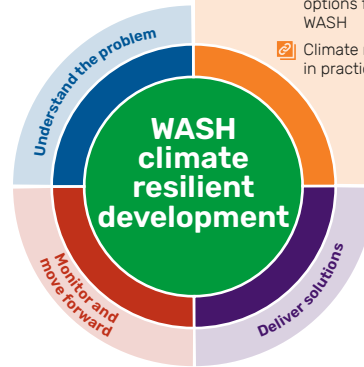 options f
WASH
Climate
in practic
Understand the problem
WASH
climate
resilient
development
Monitor and
move forward
Deliver solutions